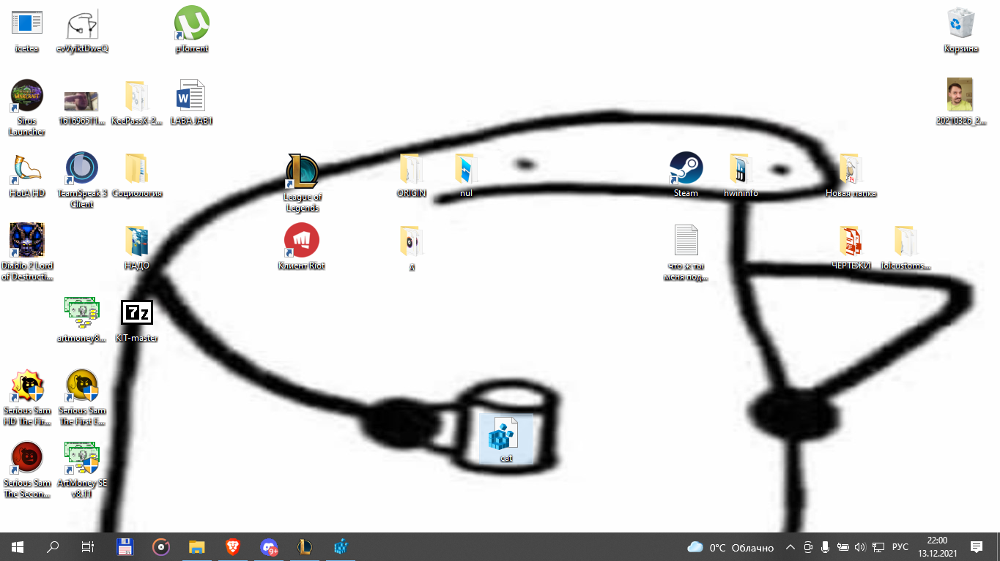 icetea
evVyIktDweQ
µTorrent
Корзина
Sirus
Launcher
161696511...
KeePassX-2...
LABA JAB1
20210326_2...
HotA HD
TeamSpeak 3
Client
Социология
League of
Legends
ORIGIN
nul
Steam
hwininfo
Новая папка
Diablo 2 Lord
of Destructi...
НАДО
Клиент Riot
д
что ж ты
меня под...
ЧЕРТЕЖИ
lolcustoms...
artmoney8...
7z
KIT-master
Serious Sam
HD The Fir...
Serious Sam
The First E...
cat
Serious Sam
The Secon...
ArtMoney SE
v8.11
9+
0°C Облачно
РУС
22:00
13.12.2021